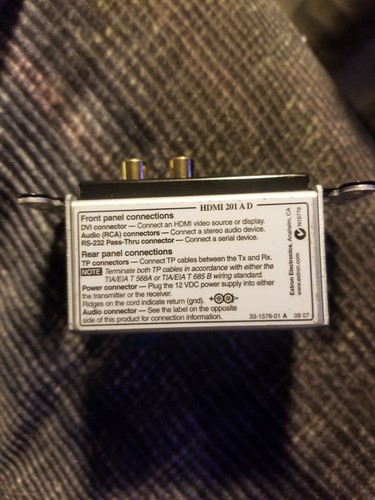 HDMI 201 A D
Front panel connections
DVI connector — Connect an HDMI video source or display.
Audio (RCA) connectors — Connect a stereo audio device.
RS-232 Pass-Thru connector — Connect a serial device.
Rear panel connections
TP connectors — Connect TP cables between the Tx and Rx.
NOTE Terminate both TP cables in accordance with either the
TIA/EIA T 568A or TIA/EIA T 685 B wiring standard.
Power connector — Plug the 12 VDC power supply into either
the transmitter or the receiver.
Ridges on the cord indicate return (gnd).
Audio connector — See the label on the opposite
side of this product for connection information.
33-1578-01 A 09 07
Extron Electronics, Anaheim, CA
www.extron.com
N15779